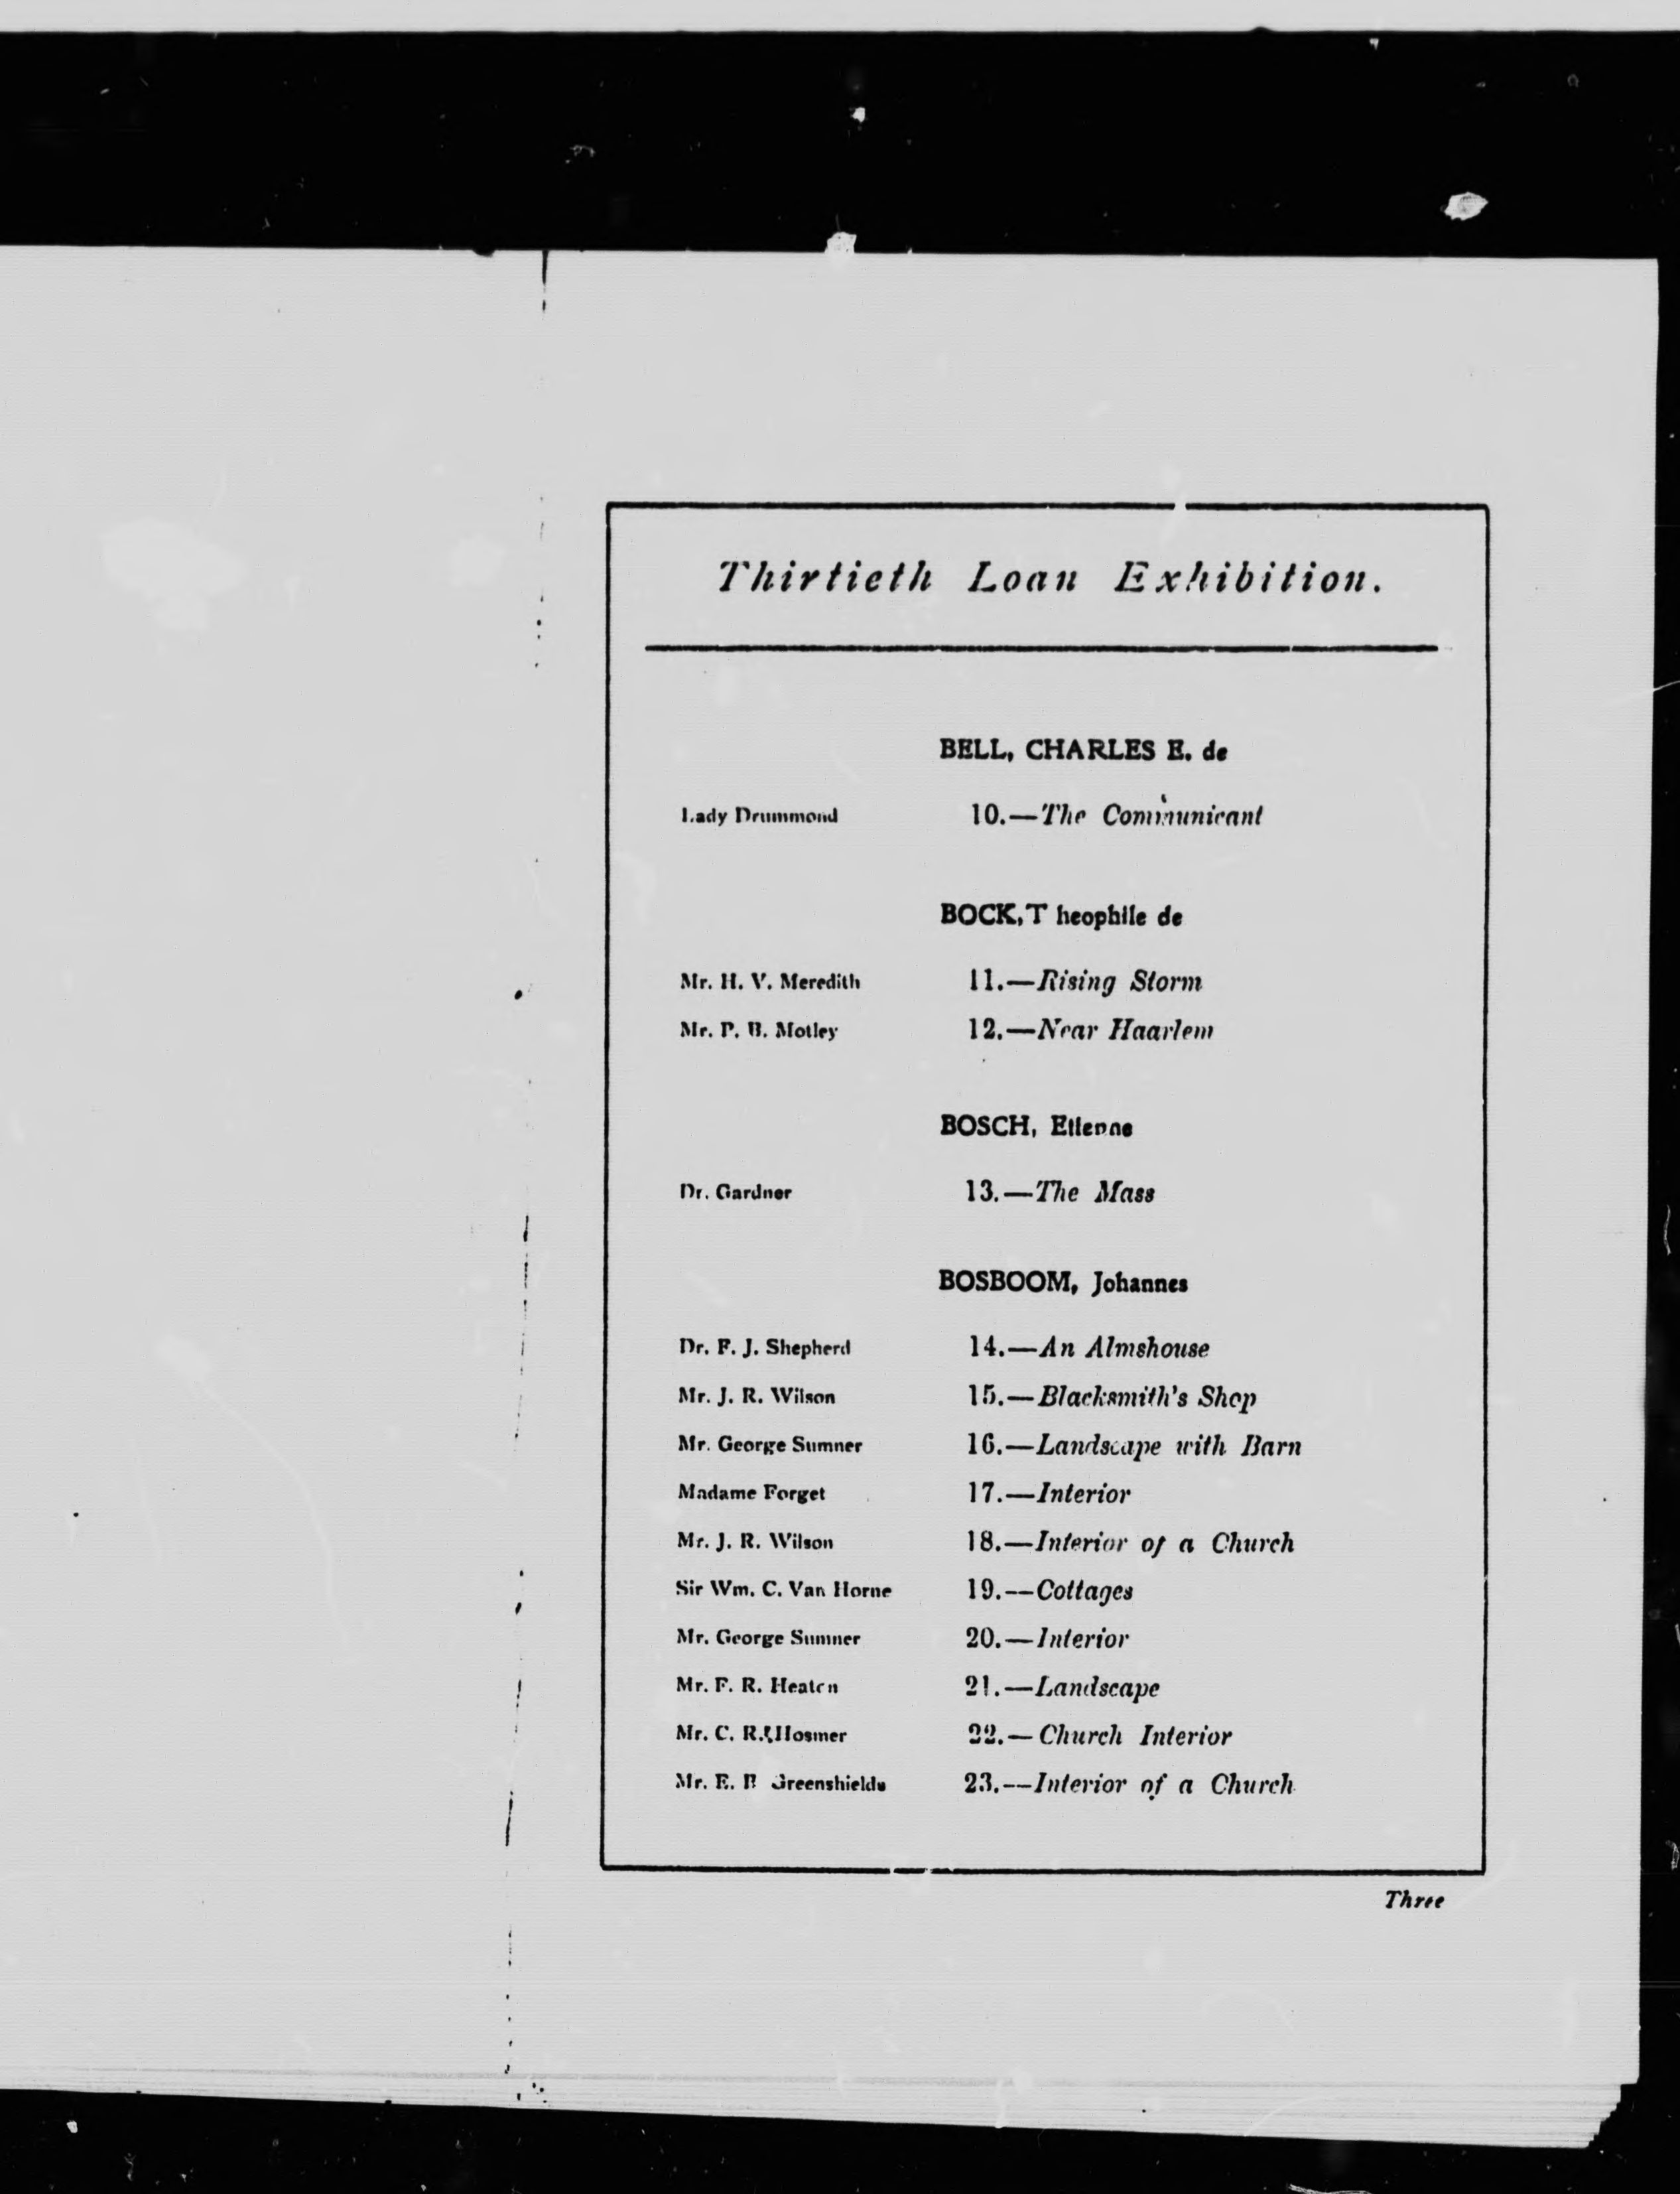 Thirtieth Loan Exhibition.
BELL, CHARLES E. de
Lady Drummond 10.—The Communicant
BOCK,T heophile de
Mr. H. V. Meredith 11.—Rising Storm
Mr. P. B. Motley 12.—Near Haarlem
BOSCH, Etienne
Dr. Gardner 13.—The Mass
BOSBOOM, Johannes
Dr. F. J. Shepherd 14.—An Almshouse
Mr. J. R. Wilson 15.—Blacksmith's Shop
Mr. George Sumner 16.—Landscape with Barn
Madame Forget 17.—Interior
Mr. J. R. Wilson 18.—Interior of a Church
Sir Wm. C. Van Horne 19.—Cottages
Mr. George Sumner 20.—Interior
Mr. F. R. Heaton 21.—Landscape
Mr. C. R. Hosmer 22.—Church Interior
Mr. E. B Greenshields 23.—Interior of a Church
Three